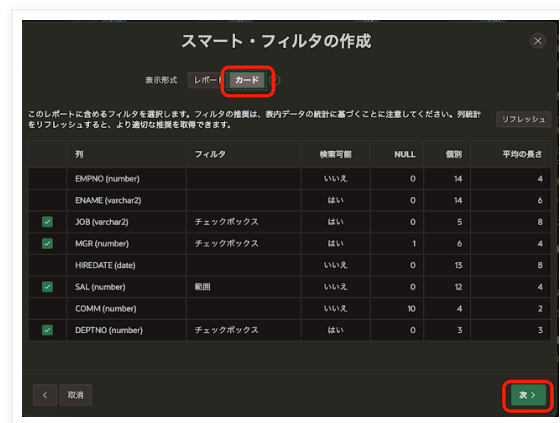 スマート・フィルタの作成
表示形式 レポート カード
このレポートに含めるフィルタを選択します。フィルタの推奨は、表内データの統計に基づくことに注意してください。列統計
をリフレッシュすると、より適切な推奨を取得できます。
リフレッシュ
列 フィルタ 検索可能 NULL 個別 平均の長さ
EMPNO (number) いいえ 0 14 4
ENAME (varchar2) はい 0 14 6
JOB (varchar2) チェックボックス はい 0 5 8
MGR (number) チェックボックス はい 1 6 4
HIREDATE (date) いいえ 0 13 8
SAL (number) 範囲 いいえ 0 12 4
COMM (number) いいえ 10 4 2
DEPTNO (number) チェックボックス はい 0 3 3
取消 次